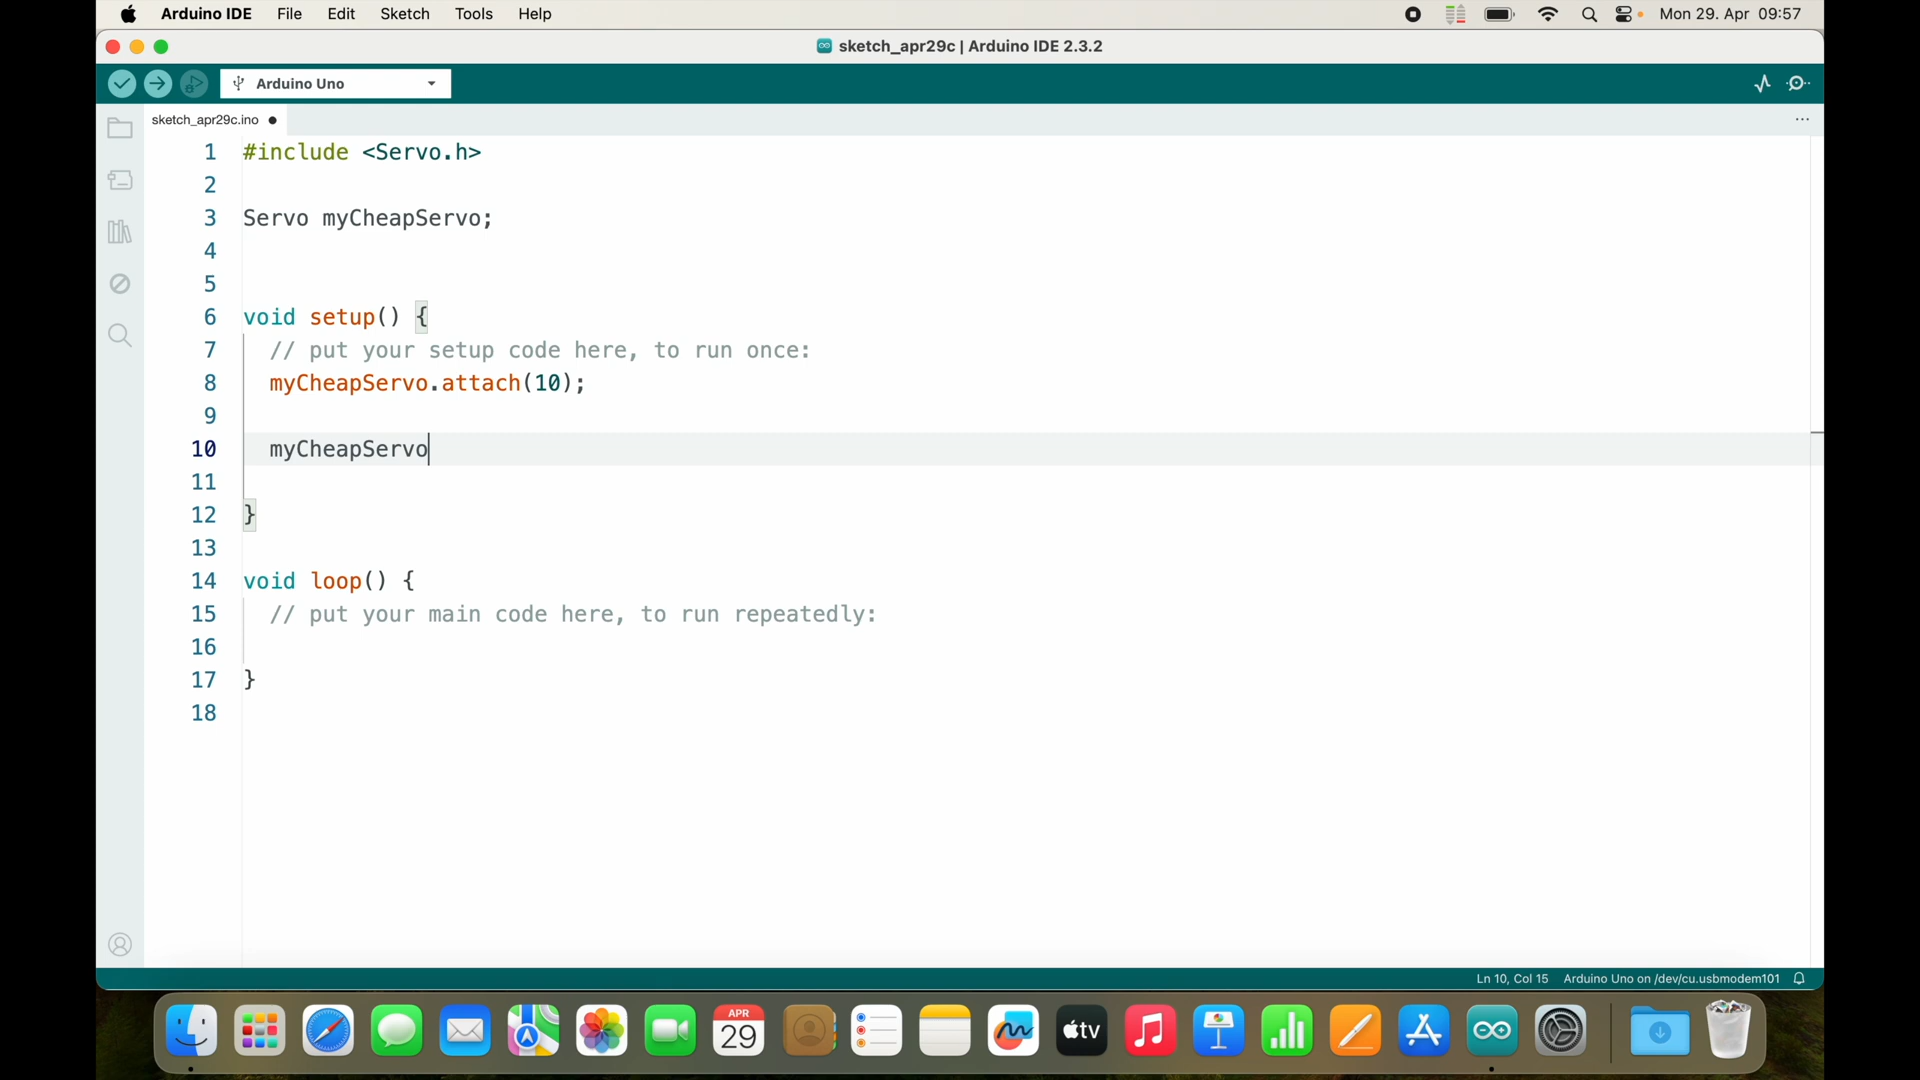 Arduino IDE File Edit Sketch Tools Help Mon 29. Apr 09:57
sketch_apr29c | Arduino IDE 2.3.2
Arduino Uno
sketch_apr29c.ino
1 #include <Servo.h>
2
3 Servo myCheapServo;
4
5
6 void setup() {
7 // put your setup code here, to run once:
8 myCheapServo.attach(10);
9
10 myCheapServo
11
12 }
13
14 void loop() {
15 // put your main code here, to run repeatedly:
16
17 }
18
Ln 10, Col 15 Arduino Uno on /dev/cu.usbmodem101
APR
29
tv